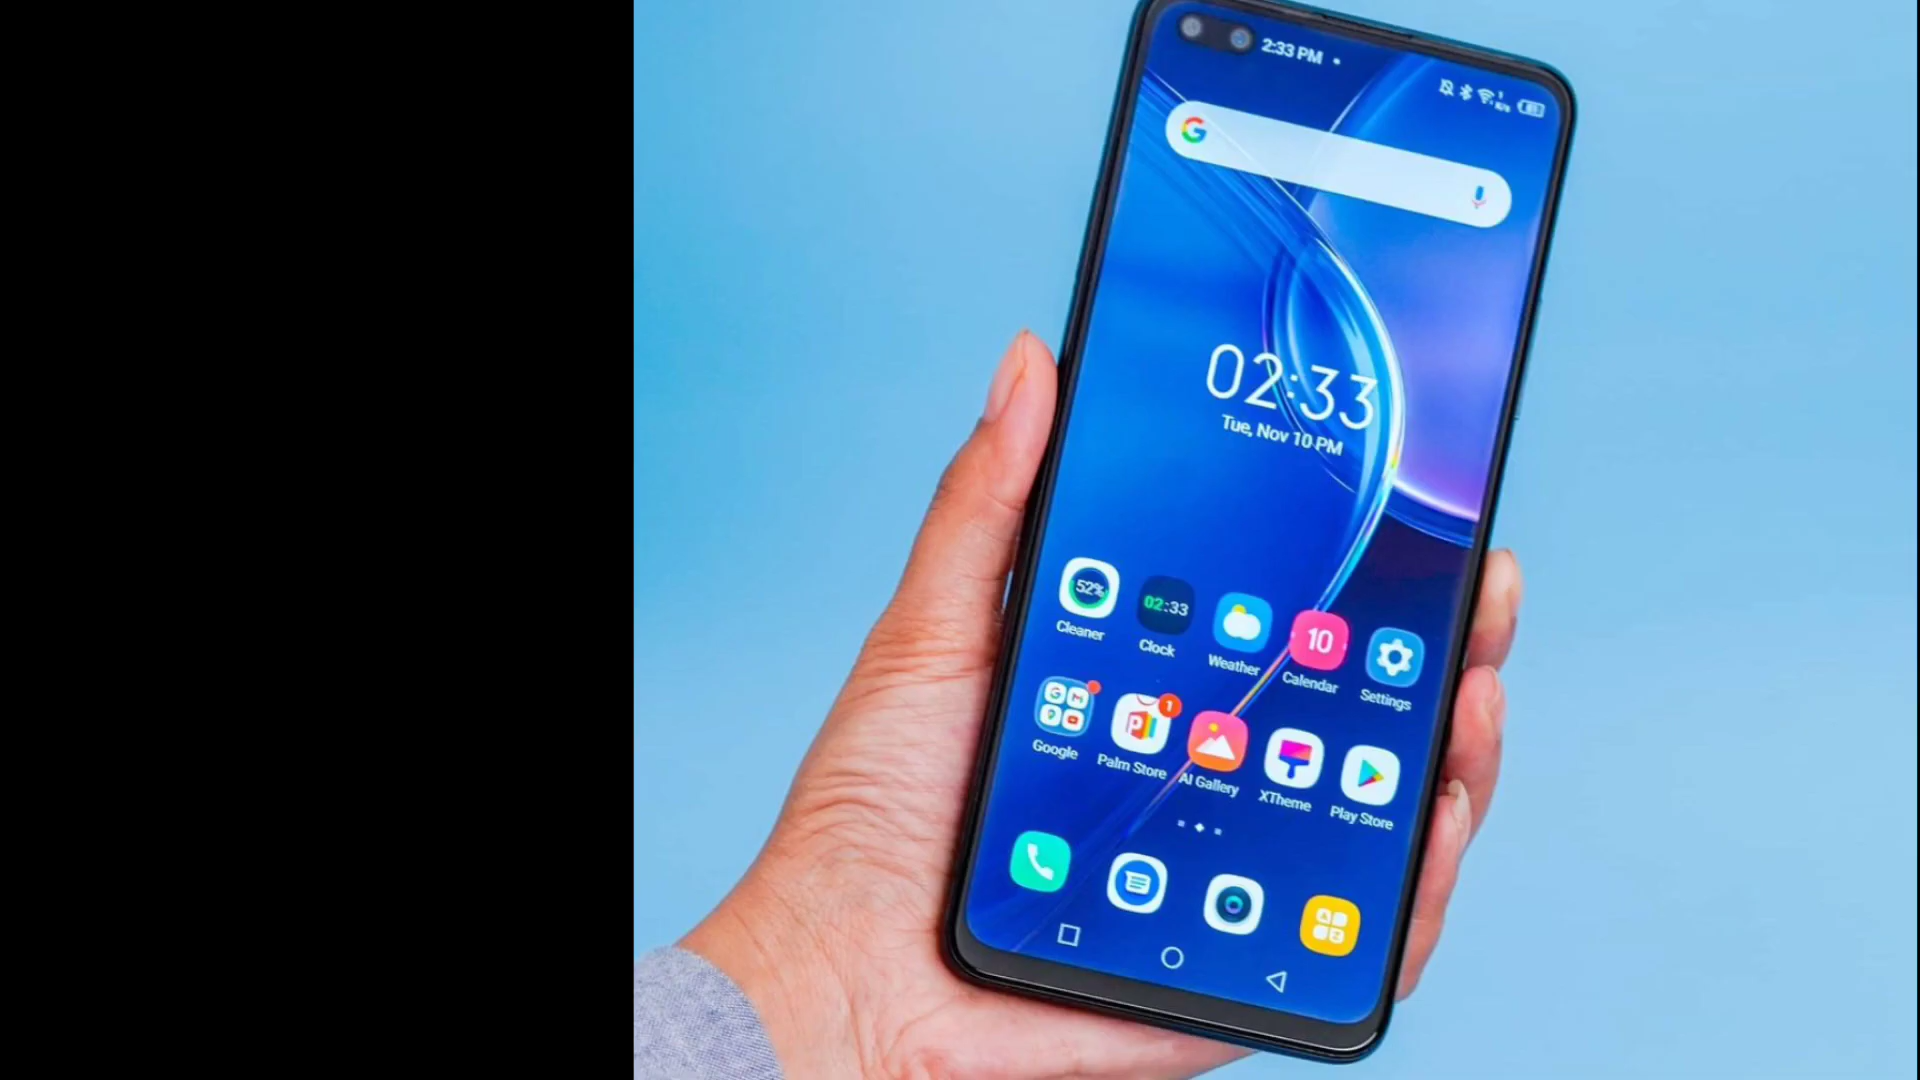 2:33 PM
G
02:33
Tue, Nov 10 PM
52%
02:33
10
Cleaner
Clock
Weather
Calendar
Settings
1
Google
Palm Store
AI Gallery
XTheme
Play Store